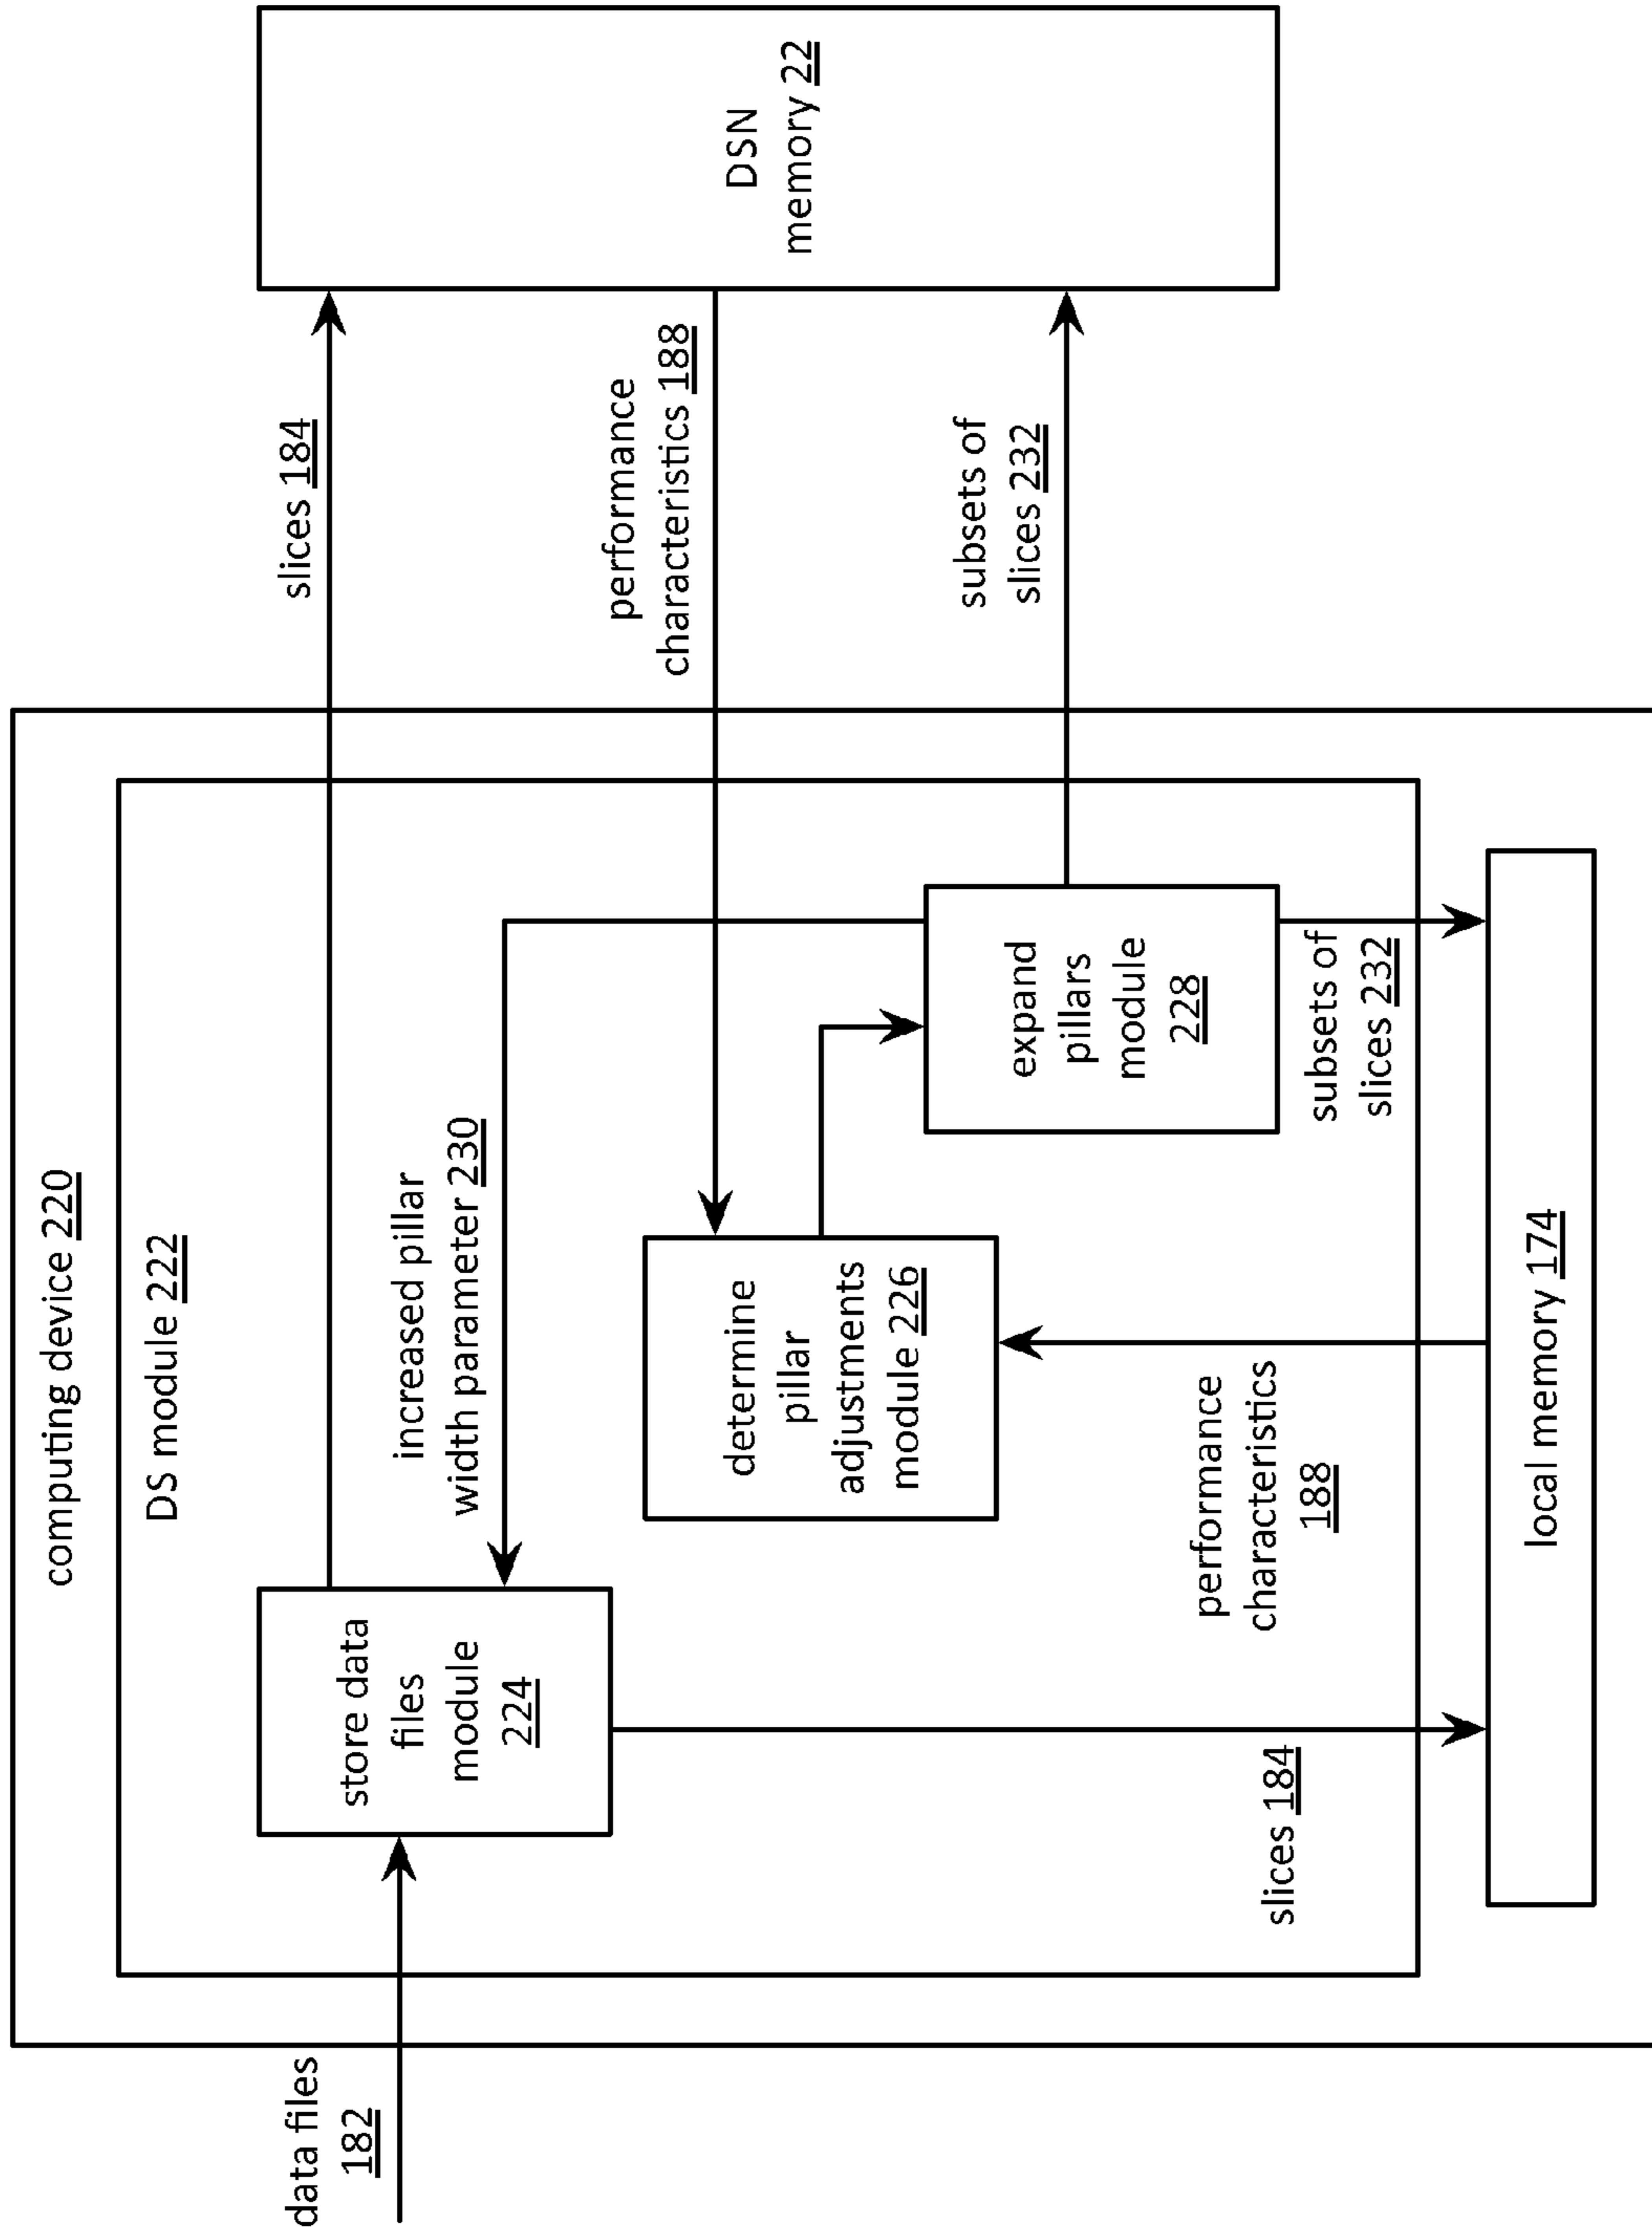 computing device 220
DS module 222
data files
182
store data
files
module
224
slices 184
increased pillar
width parameter 230
performance
characteristics 188
DSN
memory 22
determine
pillar
adjustments
module 226
expand
pillars
module
228
subsets of
slices 232
slices 184
performance
characteristics
188
subsets of
slices 232
local memory 174